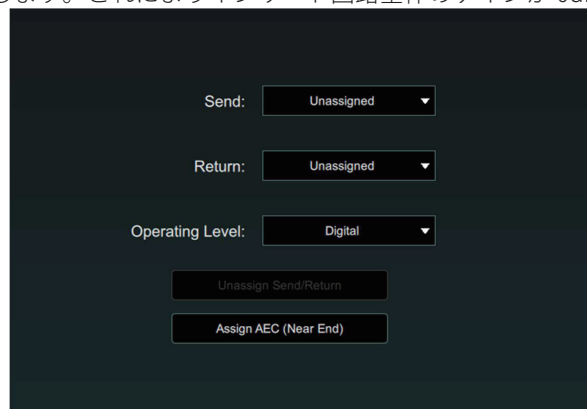 Send: Unassigned
Return: Unassigned
Operating Level: Digital
Unassign Send/Return
Assign AEC (Near End)